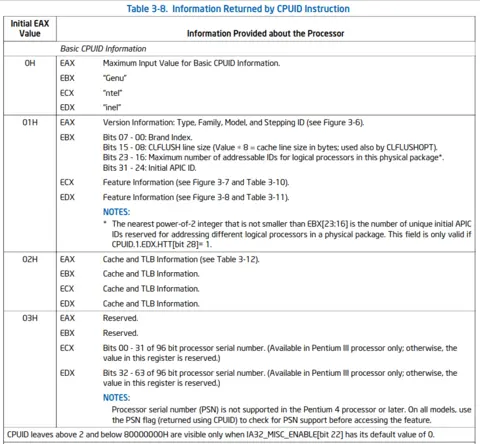 Table 3-8. Information Returned by CPUID Instruction
Initial EAX Value
Information Provided about the Processor
Basic CPUID Information
0H EAX Maximum Input Value for Basic CPUID Information.
EBX “Genu”
ECX “ntel”
EDX “ineI”
01H EAX Version Information: Type, Family, Model, and Stepping ID (see Figure 3-6).
EBX Bits 07 - 00: Brand Index.
Bits 15 - 08: CLFLUSH line size (Value ÷ 8 = cache line size in bytes; used also by CLFLUSHOPT).
Bits 23 - 16: Maximum number of addressable IDs for logical processors in this physical package*.
Bits 31 - 24: Initial APIC ID.
ECX Feature Information (see Figure 3-7 and Table 3-10).
EDX Feature Information (see Figure 3-8 and Table 3-11).
NOTES:
* The nearest power-of-2 integer that is not smaller than EBX[23:16] is the number of unique initial APIC
IDs reserved for addressing different logical processors in a physical package. This field is only valid if
CPUID.1.EDX.HTT[bit 28]= 1.
02H EAX Cache and TLB Information (see Table 3-12).
EBX Cache and TLB Information.
ECX Cache and TLB Information.
EDX Cache and TLB Information.
03H EAX Reserved.
EBX Reserved.
ECX Bits 00 - 31 of 96 bit processor serial number. (Available in Pentium III processor only; otherwise, the
value in this register is reserved.)
EDX Bits 32 - 63 of 96 bit processor serial number. (Available in Pentium III processor only; otherwise, the
value in this register is reserved.)
NOTES:
Processor serial number (PSN) is not supported in the Pentium 4 processor or later. On all models, use
the PSN flag (returned using CPUID) to check for PSN support before accessing the feature.
CPUID leaves above 2 and below 80000000H are visible only when IA32_MISC_ENABLE[bit 22] has its default value of 0.